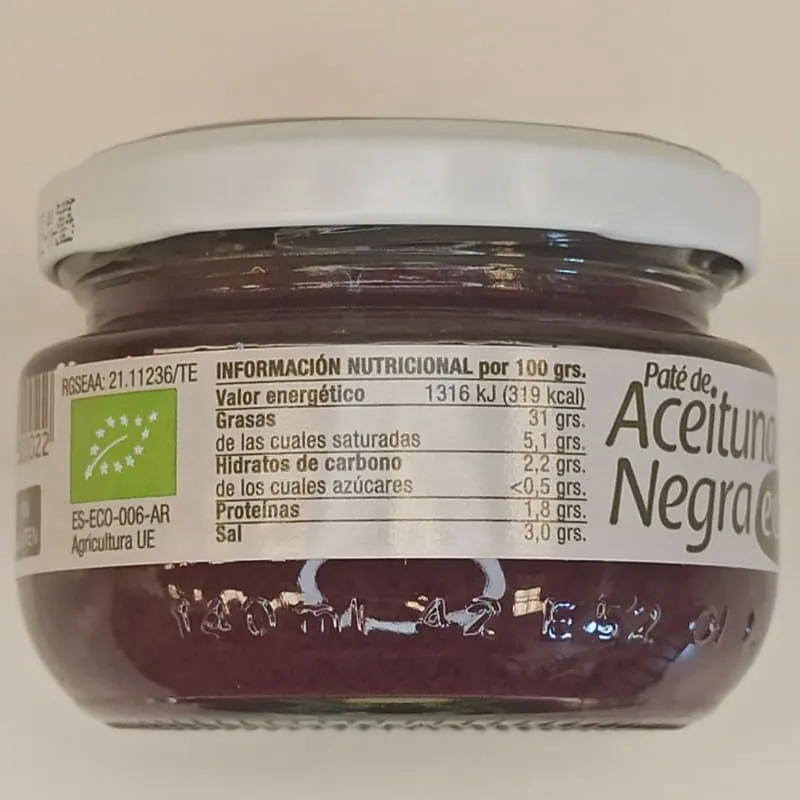 RGSEAA: 21.11236/TE
ES-ECO-006-AR
Agricultura UE
INFORMACIÓN NUTRICIONAL por 100 grs.
Valor energético 1316 kJ (319 kcal)
Grasas 31 grs.
de las cuales saturadas 5,1 grs.
Hidratos de carbono 2,2 grs.
de los cuales azúcares <0,5 grs.
Proteínas 1,8 grs.
Sal 3,0 grs.
Paté de
Aceituna
Negra